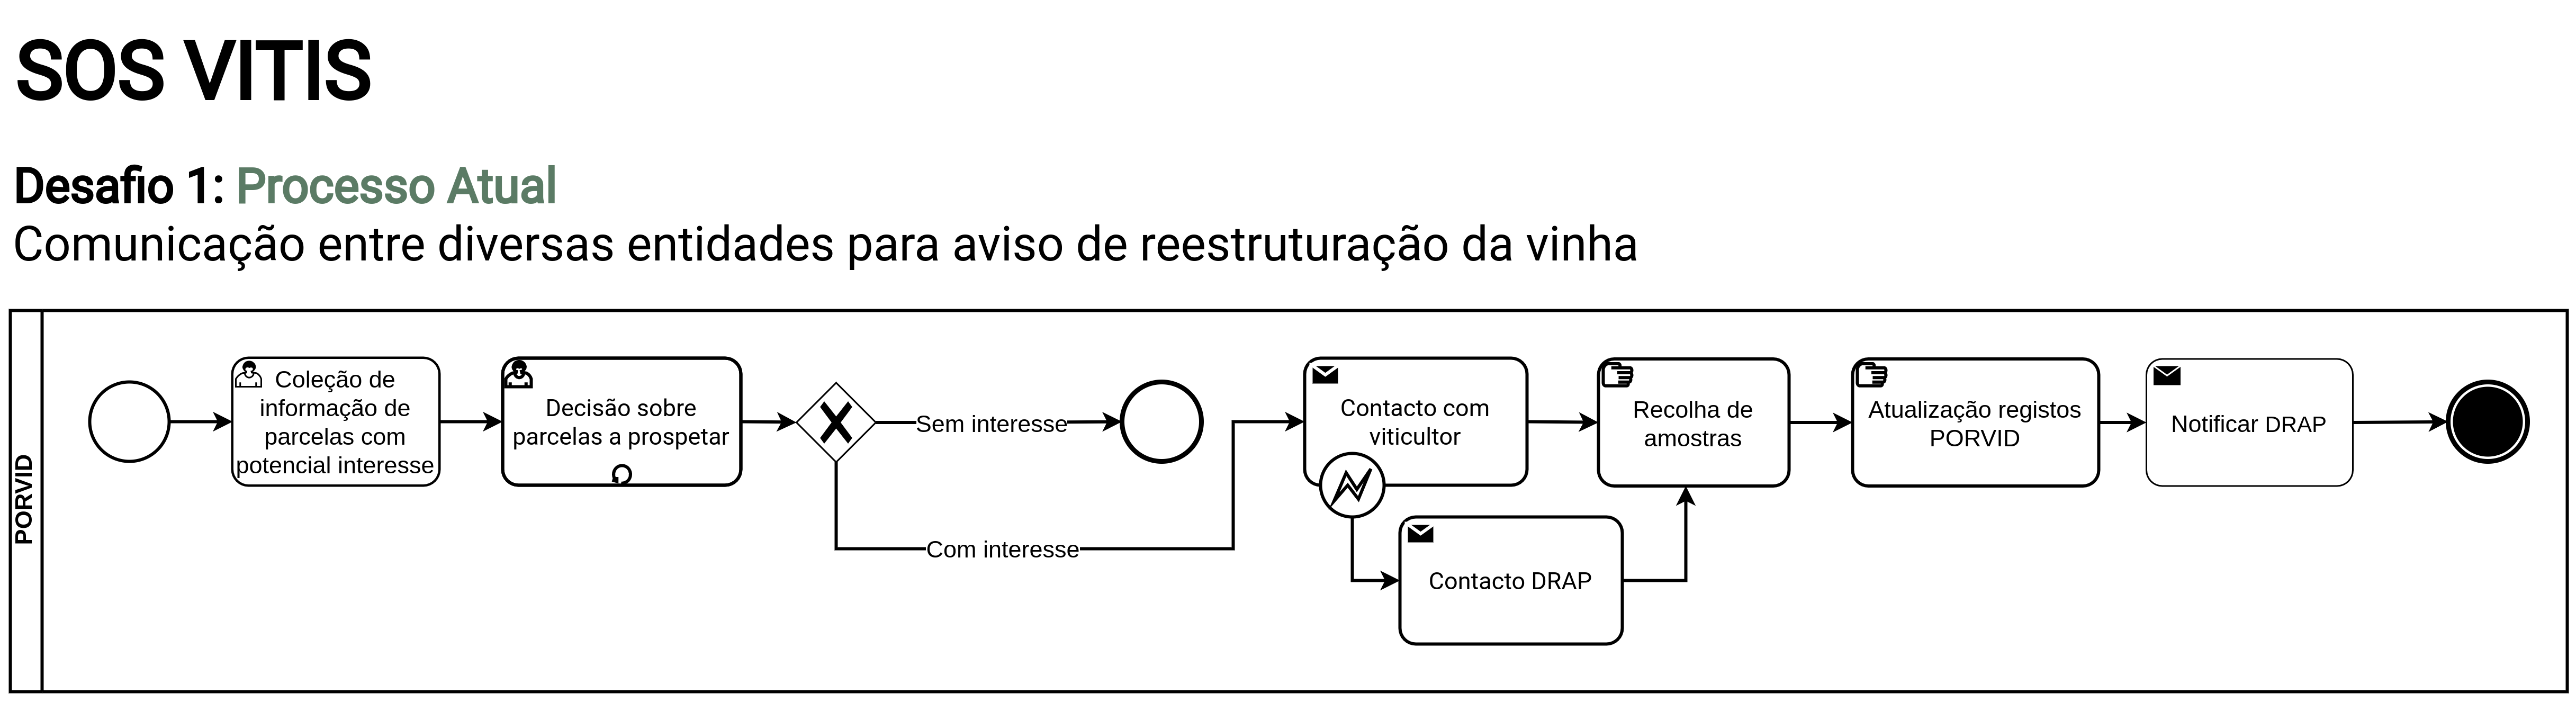 SOS VITIS
Desafio 1: Processo Atual
Comunicação entre diversas entidades para aviso de reestruturação da vinha
PORVID
Coleção de
informação de
parcelas com
potencial interesse
Decisão sobre
parcelas a prospetar
Sem interesse
Com interesse
Contacto com
viticultor
Contacto DRAP
Recolha de
amostras
Atualização registos
PORVID
Notificar DRAP